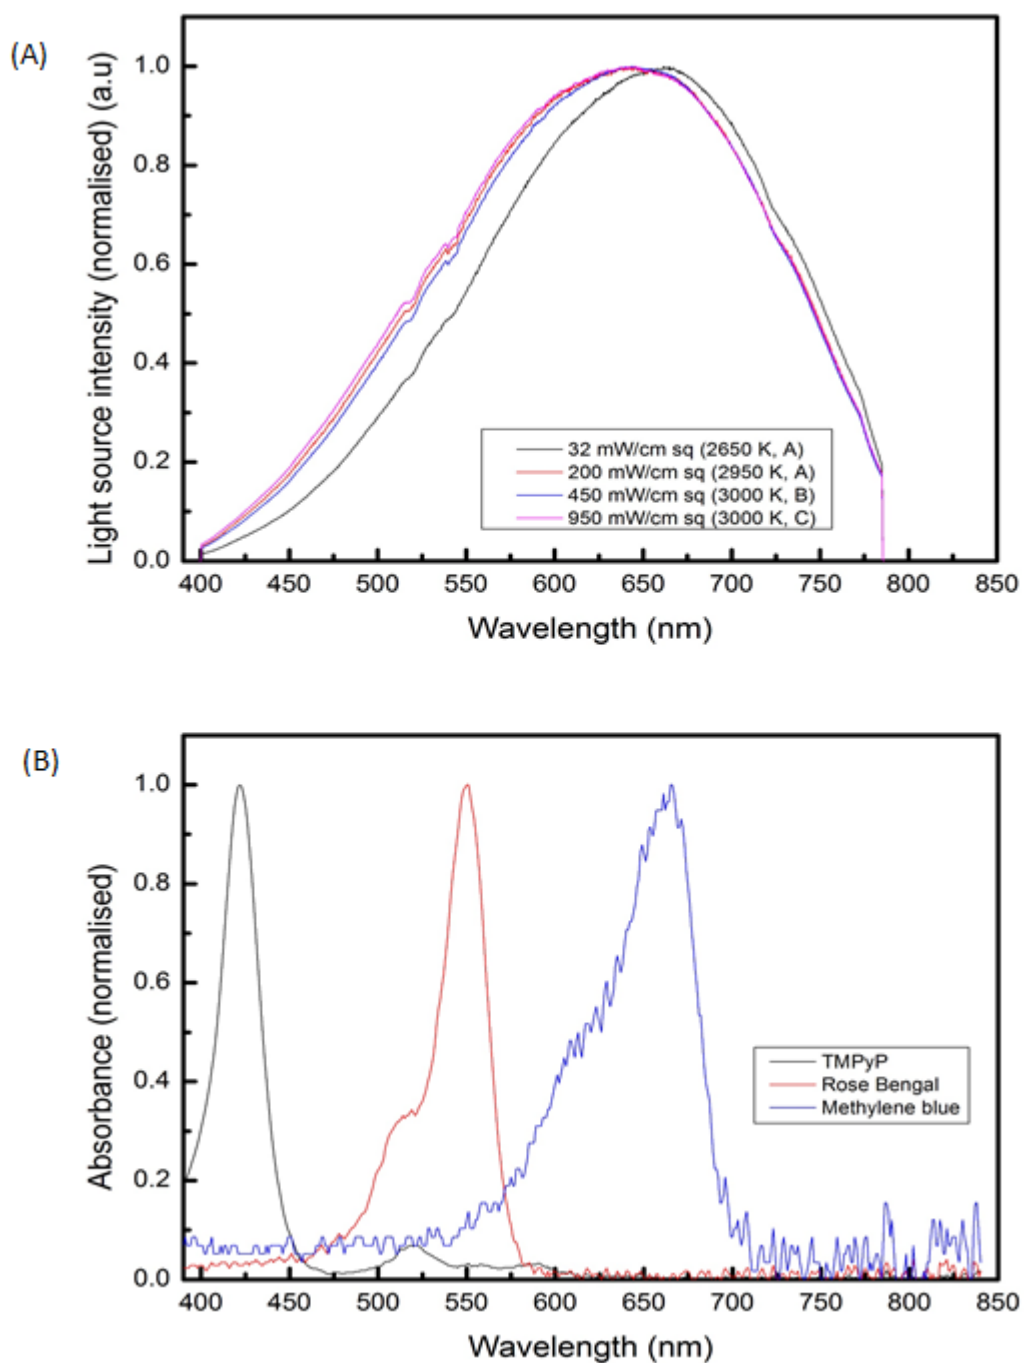 (A)
Light source intensity (normalised) (a.u)
1.0
0.8
0.6
0.4
0.2
0.0
32 mW/cm sq (2650 K, A)
200 mW/cm sq (2950 K, A)
450 mW/cm sq (3000 K, B)
950 mW/cm sq (3000 K, C)
400 450 500 550 600 650 700 750 800 850
Wavelength (nm)
(B)
Absorbance (normalised)
1.0
0.8
0.6
0.4
0.2
0.0
TMPyP
Rose Bengal
Methylene blue
400 450 500 550 600 650 700 750 800 850
Wavelength (nm)